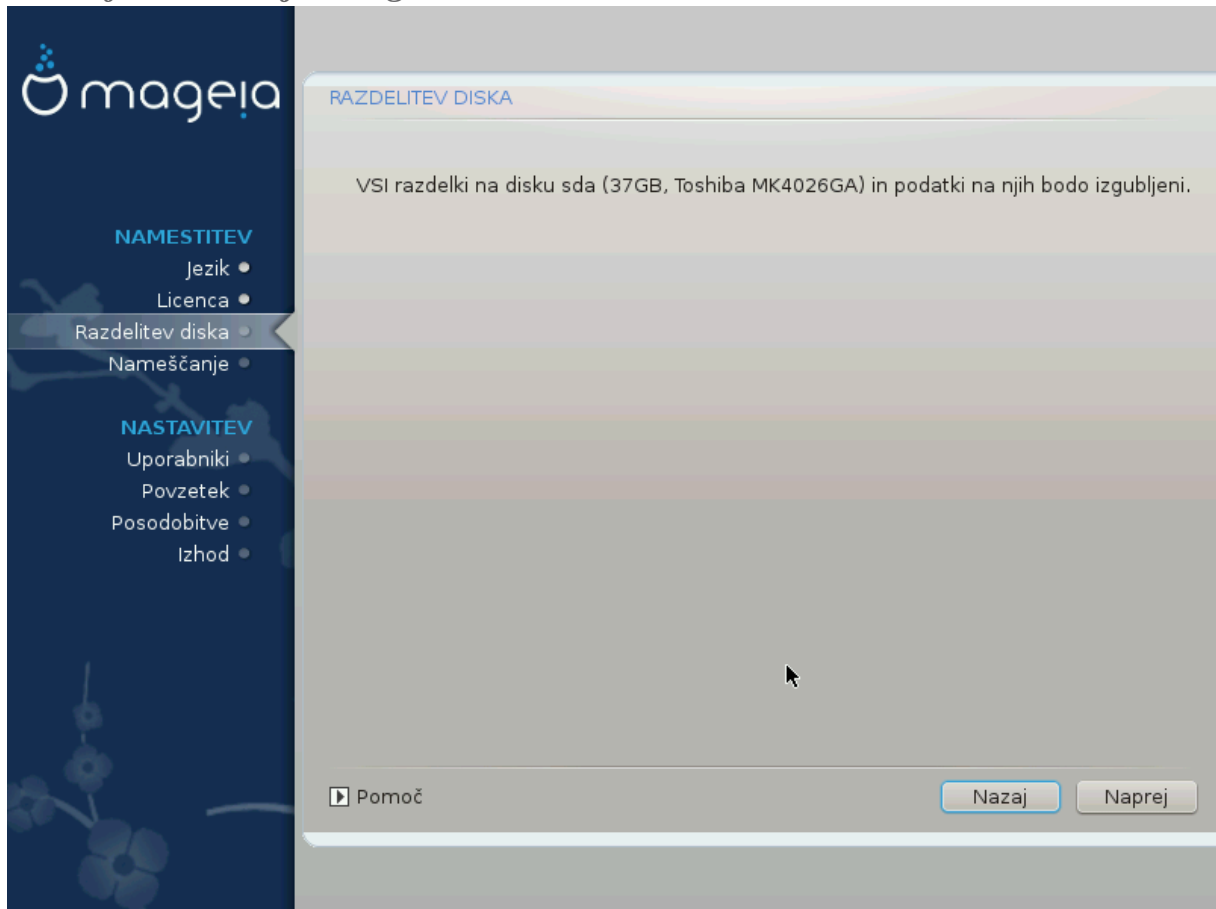 mageia
RAZDELITEV DISKA
VSI razdelki na disku sda (37GB, Toshiba MK4026GA) in podatki na njih bodo izgubljeni.
NAMESTITEV
Jezik
Licenca
Razdelitev diska
Nameščanje
NASTAVITEV
Uporabniki
Povzetek
Posodobitve
Izhod
Pomoč
Nazaj
Naprej